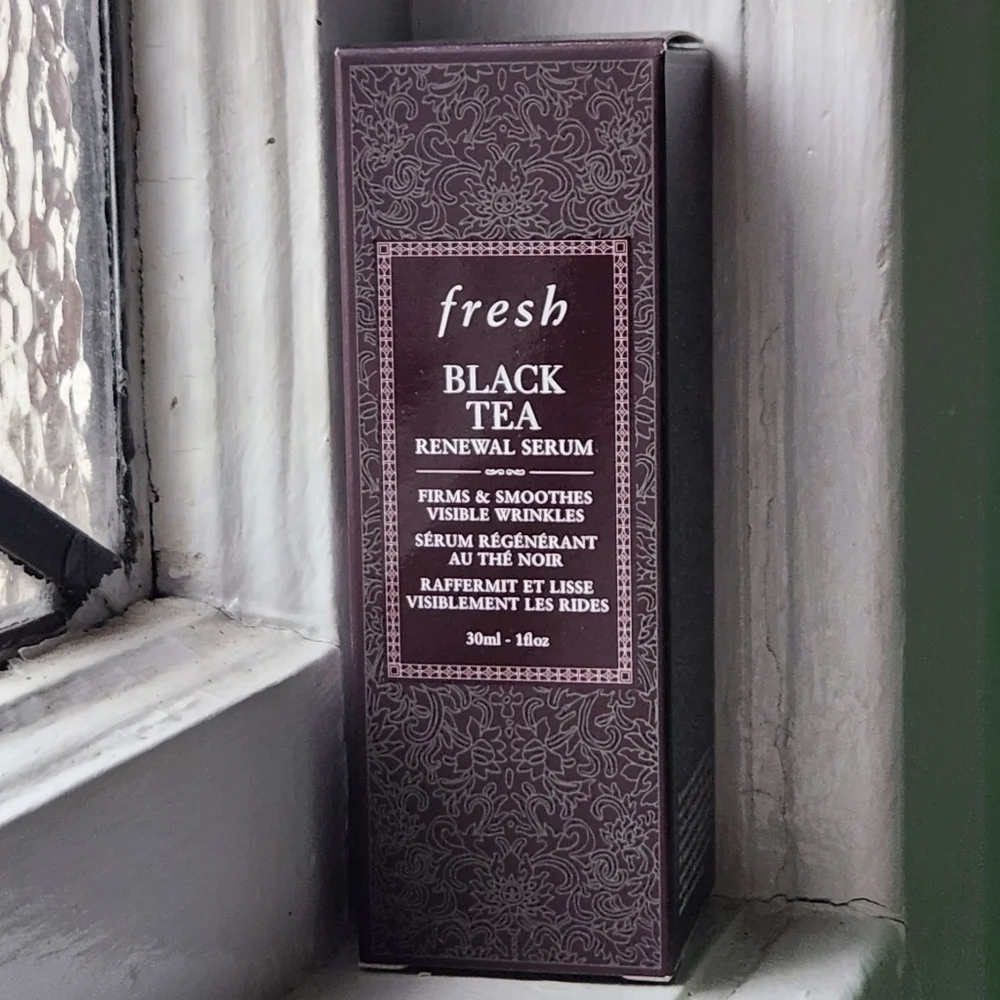 fresh
BLACK
TEA
RENEWAL SERUM
FIRMS & SMOOTHES
VISIBLE WRINKLES
SÉRUM RÉGÉNÉRANT
AU THÉ NOIR
RAFFERMIT ET LISSE
VISIBLEMENT LES RIDES
30ml - 1floz